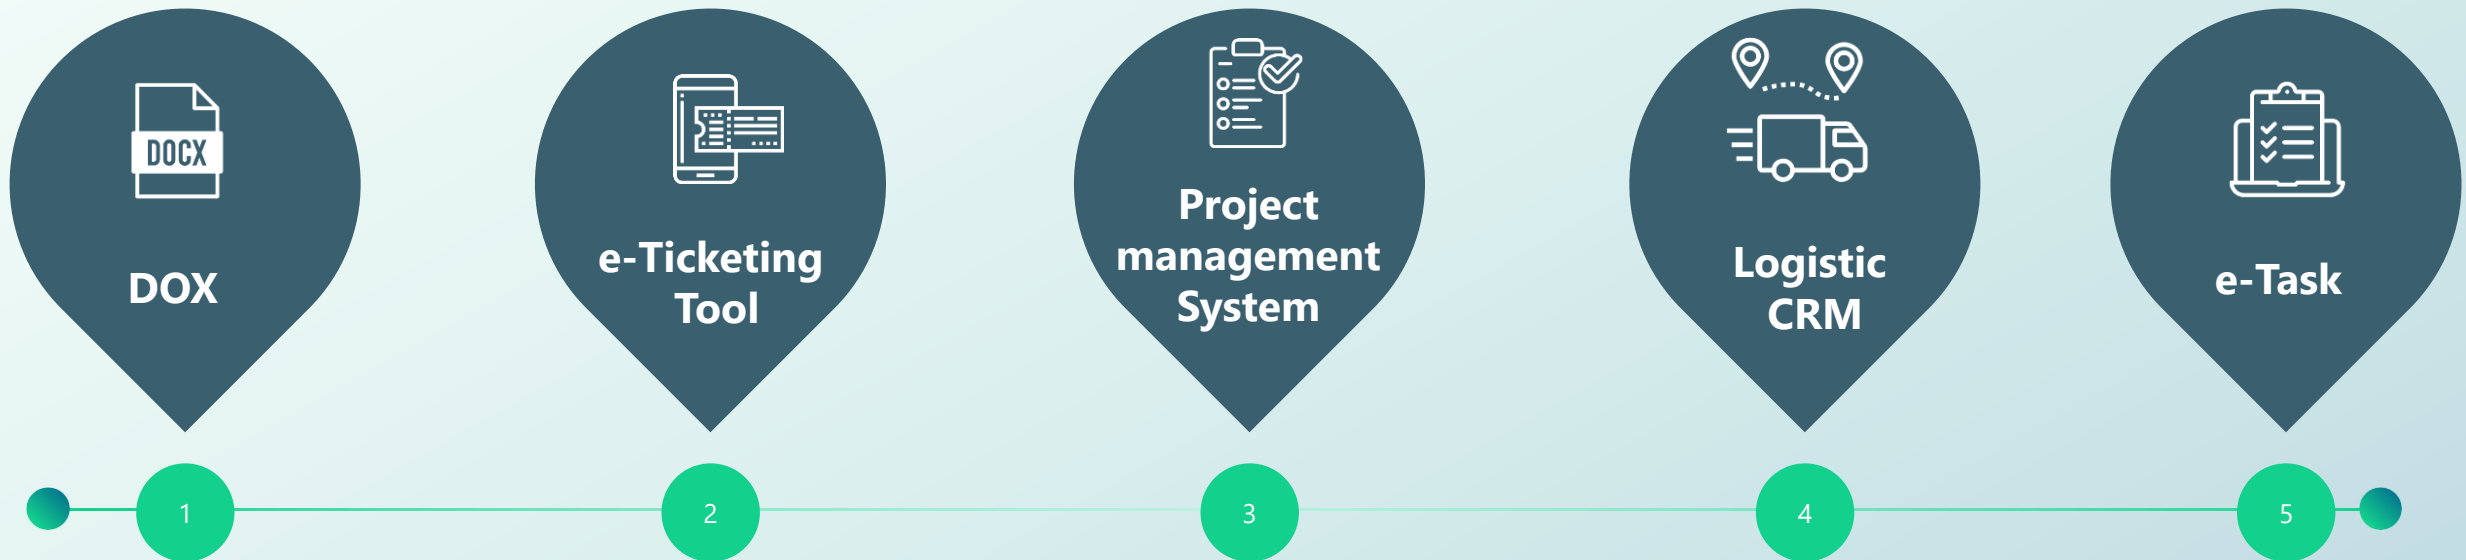 DOCX
DOX
e-Ticketing
Tool
Project
management
System
Logistic
CRM
e-Task
1
2
3
4
5